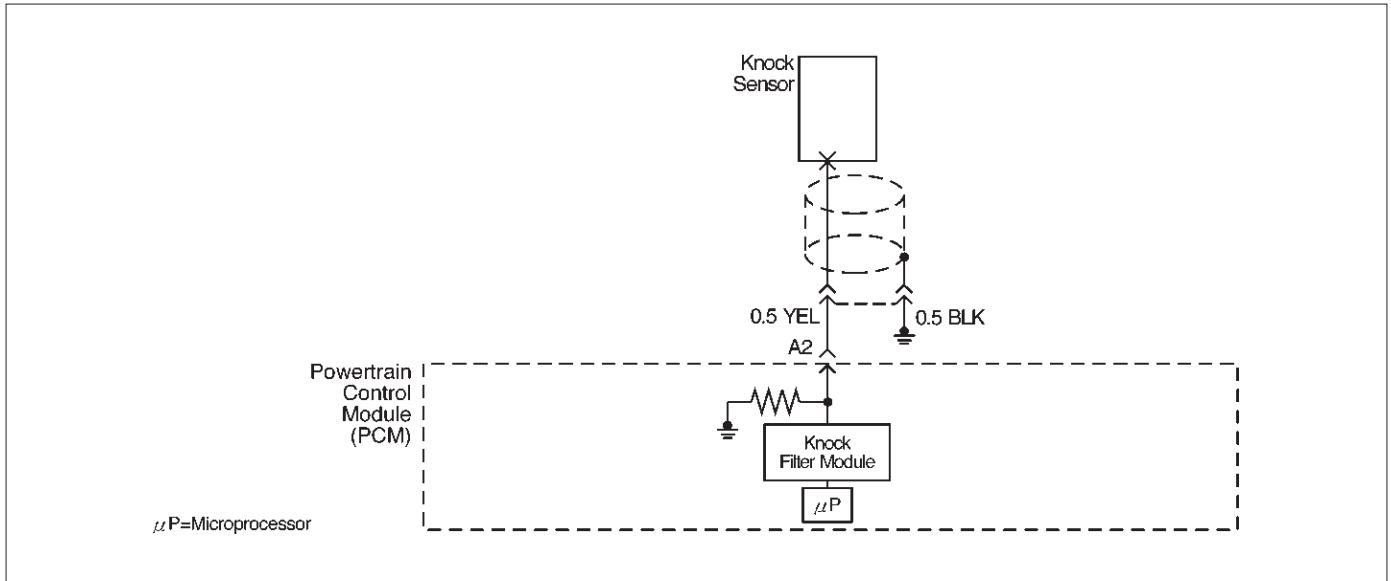 Knock
Sensor
0.5 YEL
0.5 BLK
A2
Powertrain
Control
Module
(PCM)
Knock
Filter Module
μP
μP=Microprocessor